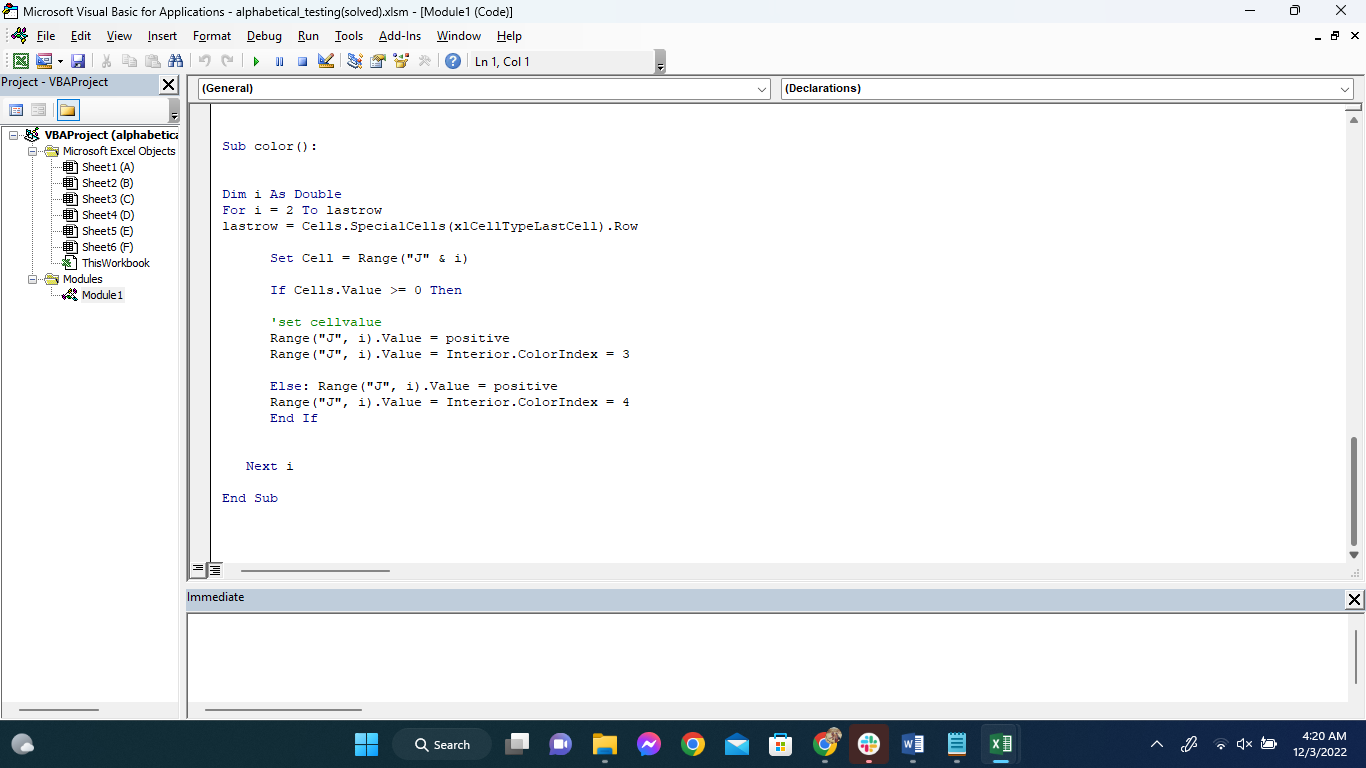 Microsoft Visual Basic for Applications - alphabetical_testing(solved).xlsm - [Module1 (Code)]
File Edit View Insert Format Debug Run Tools Add-Ins Window Help
Ln 1, Col 1
Project - VBAProject
(General)
(Declarations)
VBAProject (alphabetica
Microsoft Excel Objects
Sheet1 (A)
Sheet2 (B)
Sheet3 (C)
Sheet4 (D)
Sheet5 (E)
Sheet6 (F)
ThisWorkbook
Modules
Module1
Sub color():
Dim i As Double
For i = 2 To lastrow
lastrow = Cells.SpecialCells(xlCellTypeLastCell).Row
Set Cell = Range("J" & i)
If Cells.Value >= 0 Then
'set cellvalue
Range("J", i).Value = positive
Range("J", i).Value = Interior.ColorIndex = 3
Else: Range("J", i).Value = positive
Range("J", i).Value = Interior.ColorIndex = 4
End If
Next i
End Sub
Immediate
Search
4:20 AM
12/3/2022